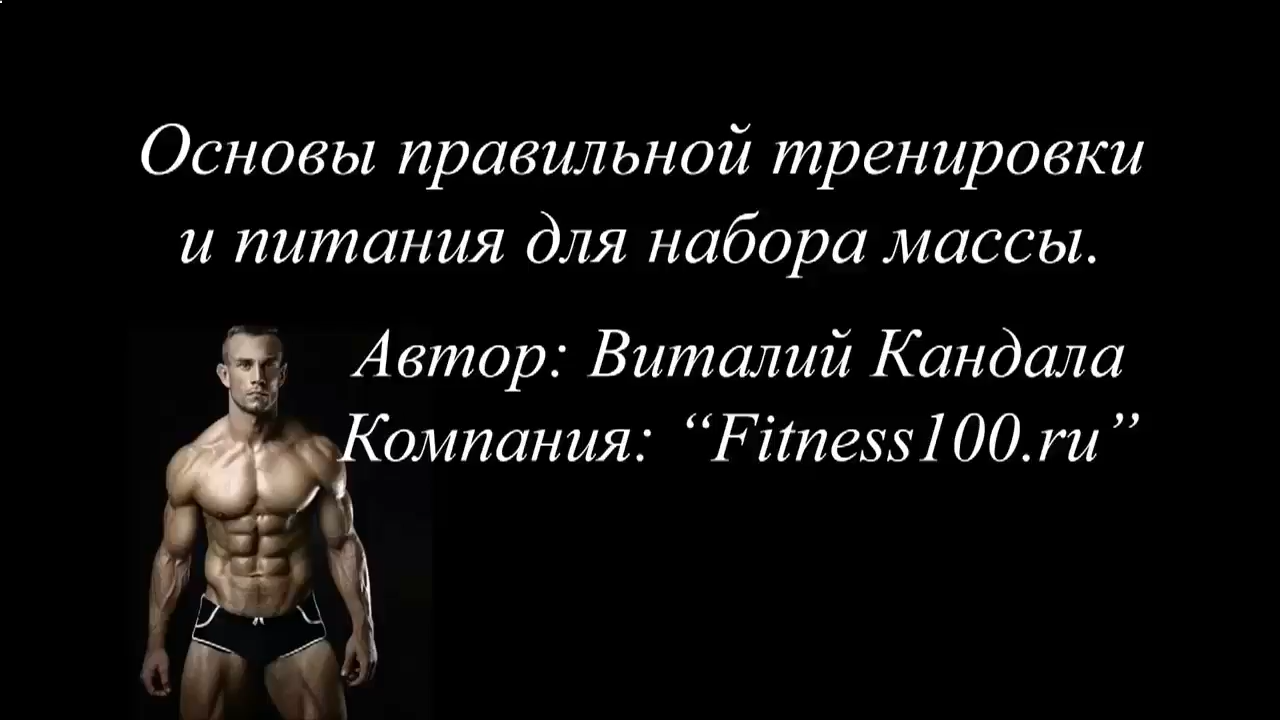 Основы правильной тренировки
и питания для набора массы.
Автор: Виталий Кандала
Компания: “Fitness100.ru”